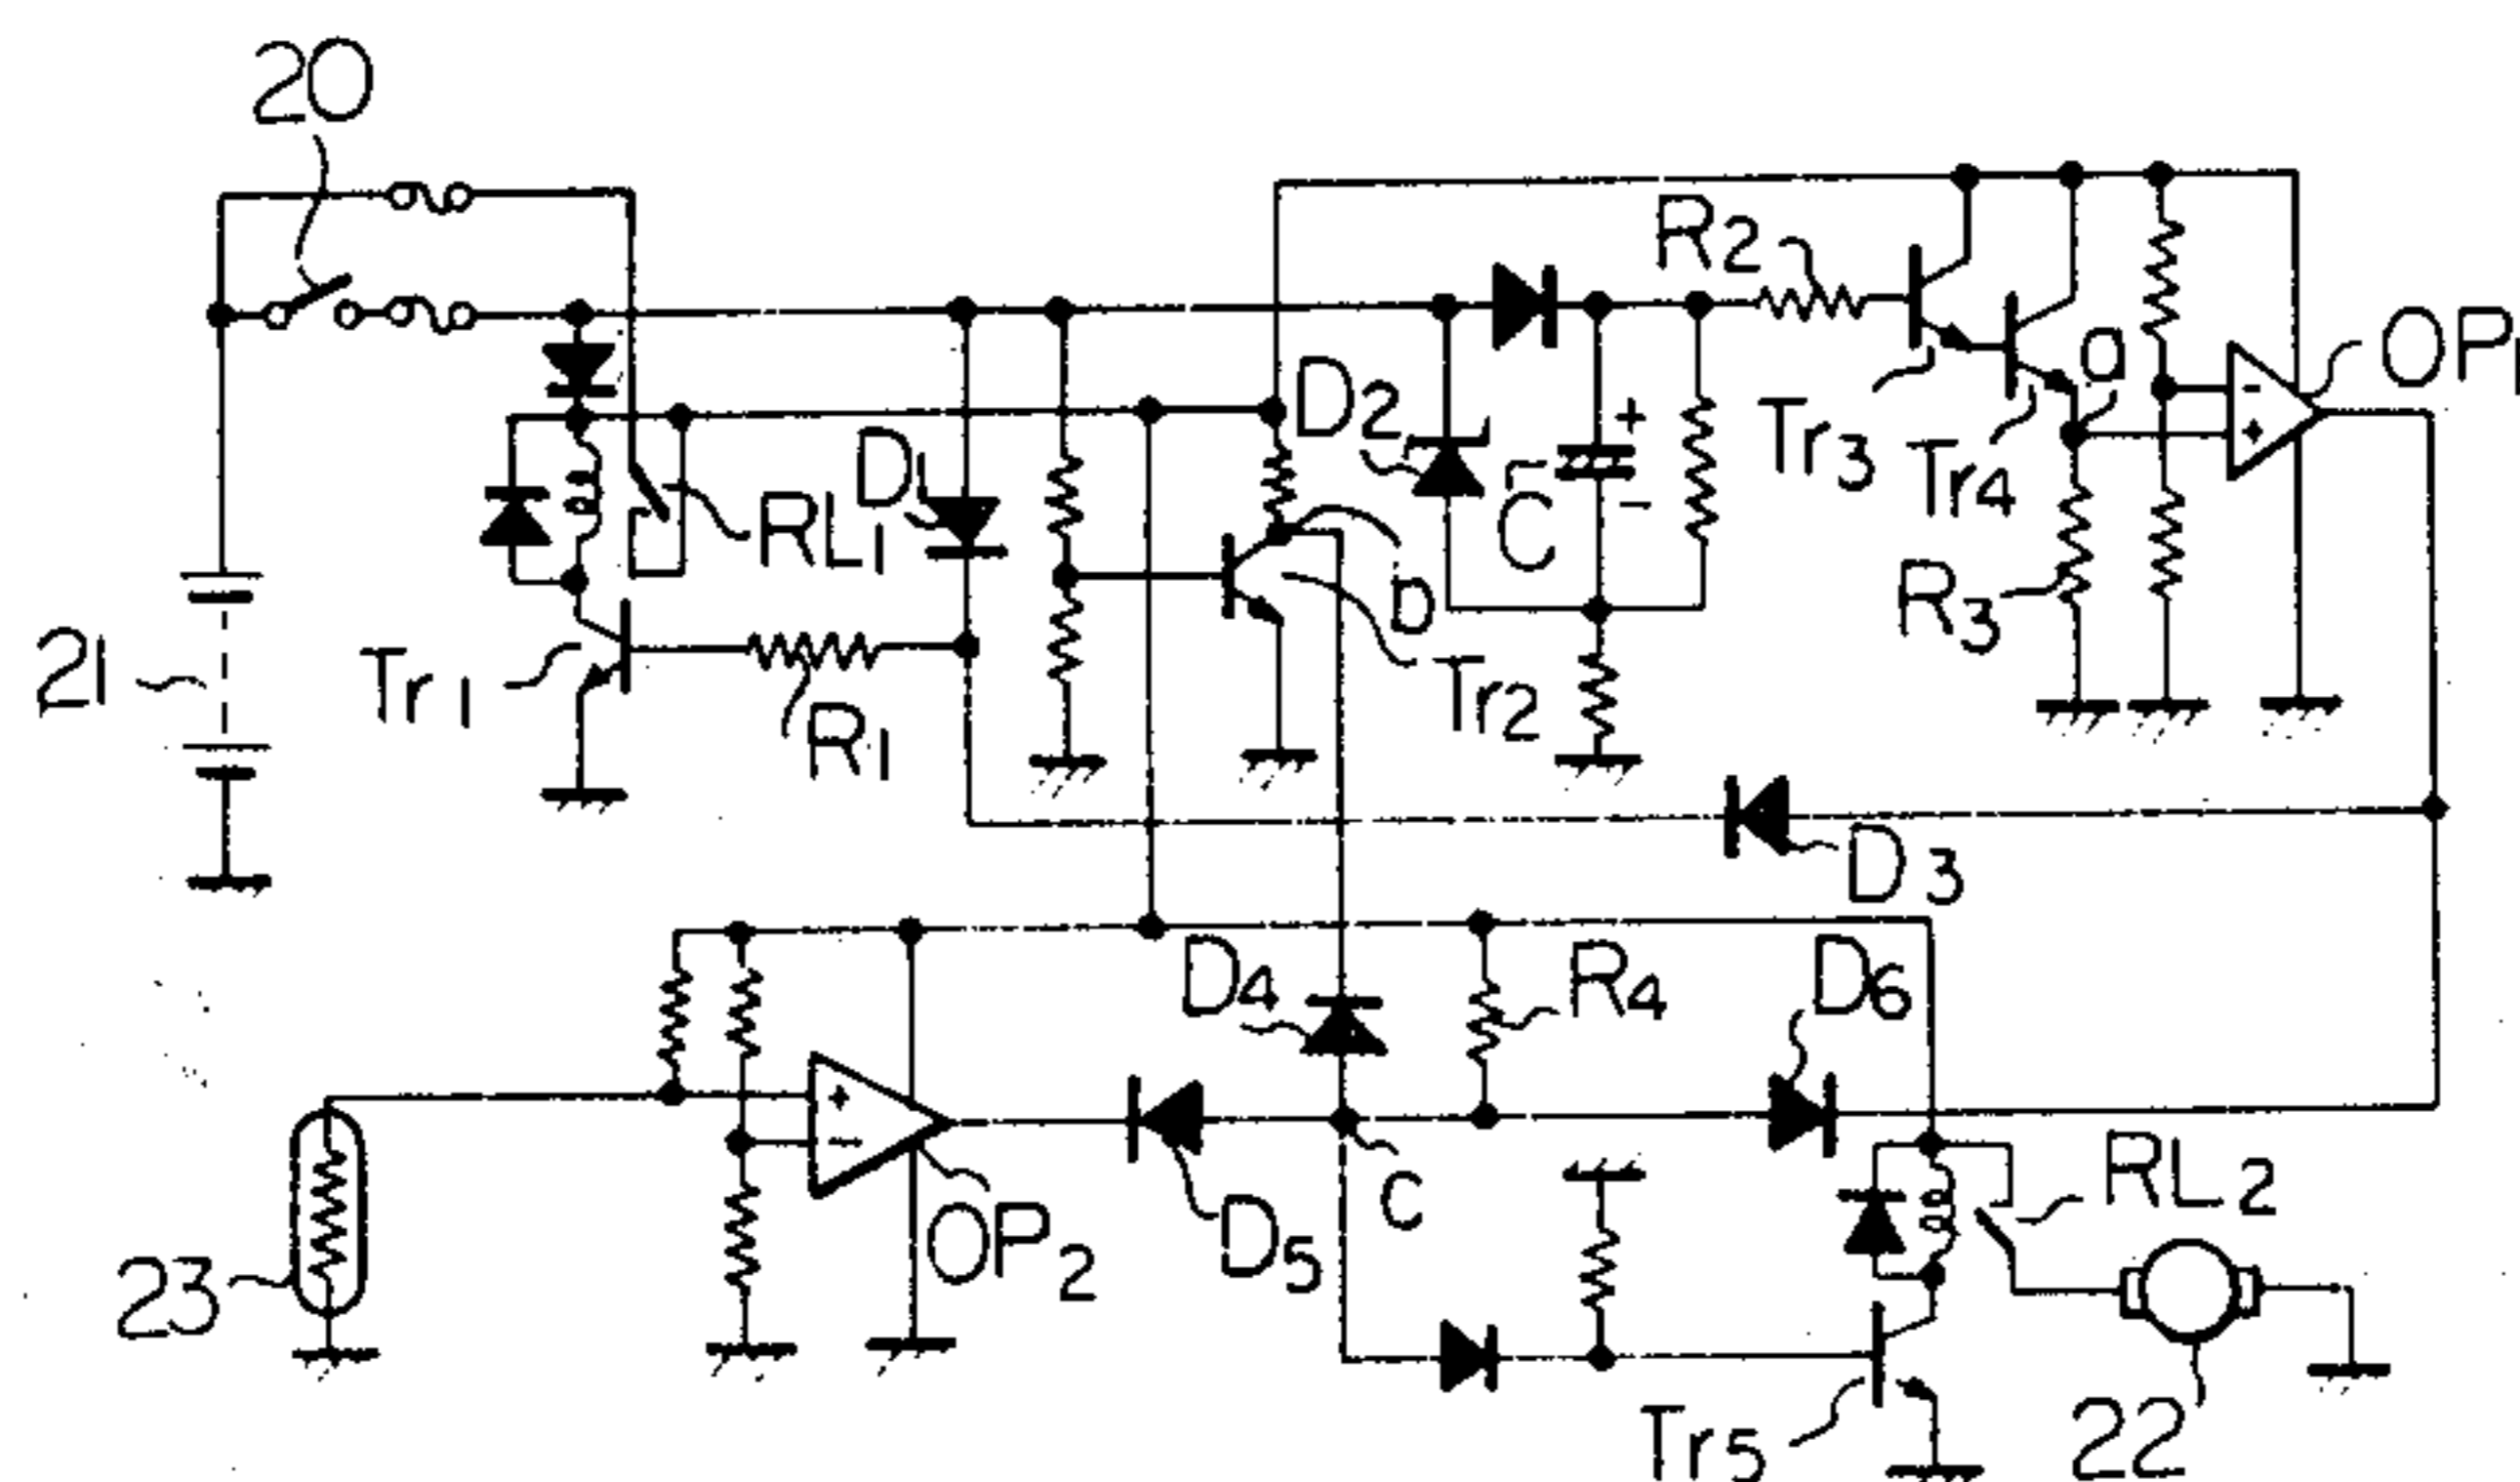 20
R2
OP1
a
D2
+
Tr3
-
+
D1
Tr4
C
RL1
-
R3
b
21
Tr1
Tr2
R1
D3
D4
R4
D6
+
-
RL2
C
OP2
D5
23
Tr5
22